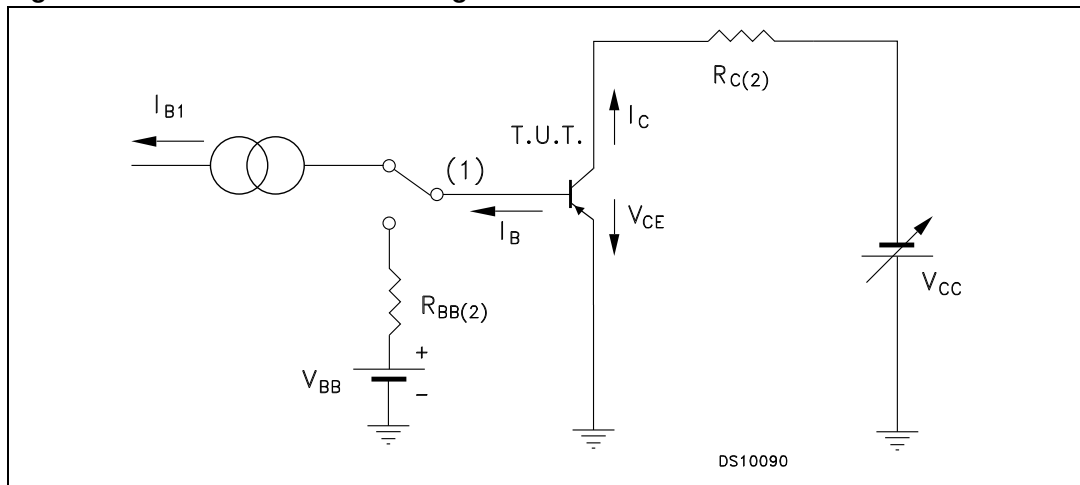 R_C(2)
I_B1
T.U.T.
I_C
(1)
I_B
V_CE
V_CC
R_BB(2)
+
V_BB
-
DS10090